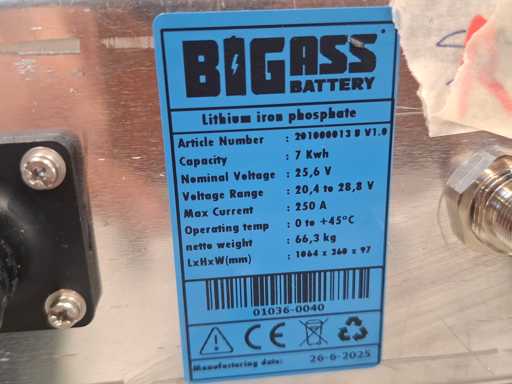 BIGASS
BATTERY
Lithium iron phosphate
Article Number : 201000013 B V1.0
Capacity : 7 Kwh
Nominal Voltage : 25,6 V
Voltage Range : 20,4 to 28,8 V
Max Current : 250 A
Operating temp : 0 to +45°C
netto weight : 66,3 kg
LxHxW(mm) : 1064 x 360 x 97
01036-0040
CE
Manufactering date: 26-6-2025